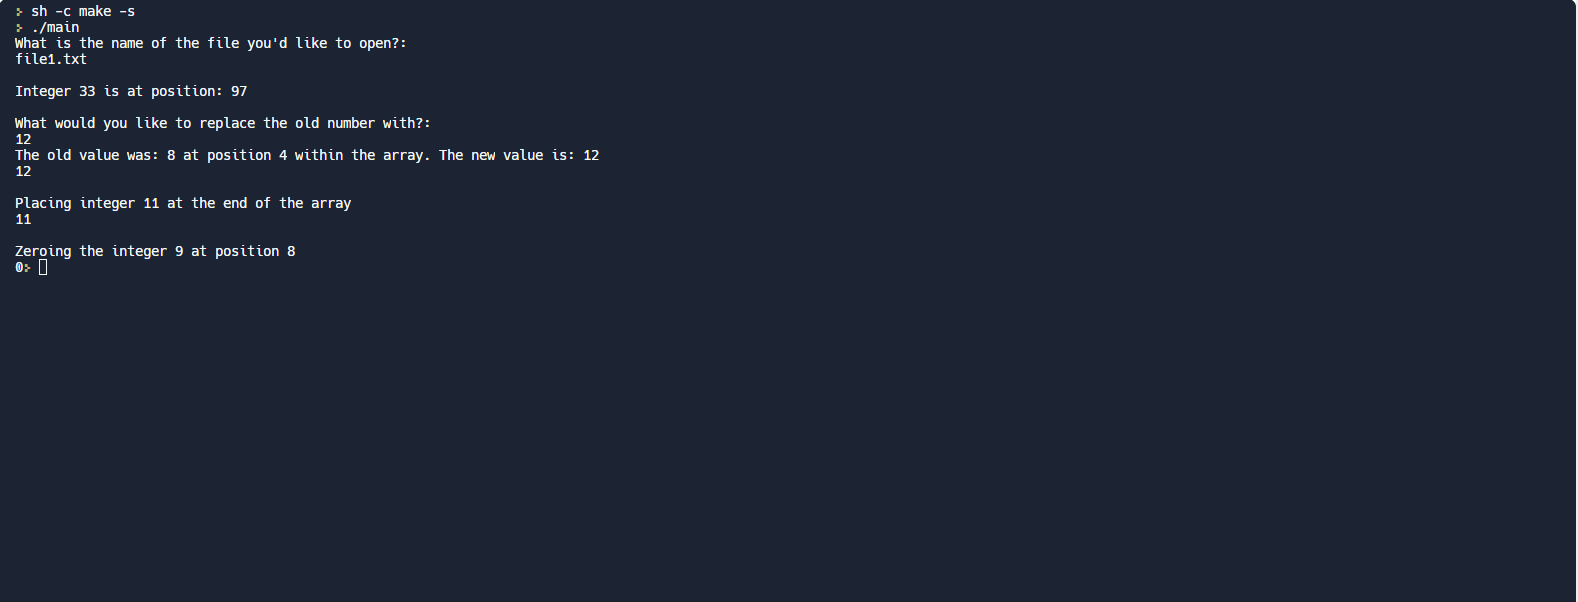 > sh -c make -s
> ./main
What is the name of the file you'd like to open?:
file1.txt
Integer 33 is at position: 97
What would you like to replace the old number with?:
12
The old value was: 8 at position 4 within the array. The new value is: 12
12
Placing integer 11 at the end of the array
11
Zeroing the integer 9 at position 8
0>